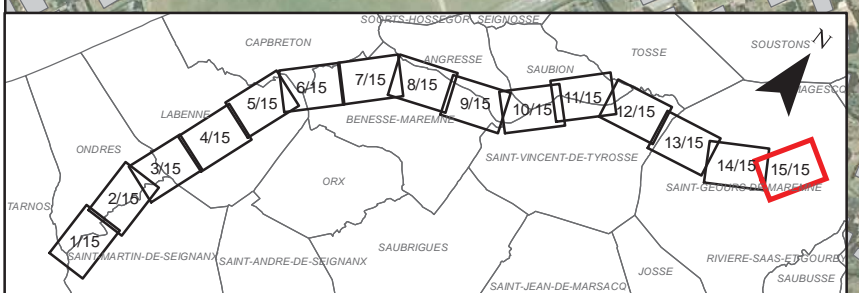 SOORTS-HOSSEGOR SEIGNOSSE
CAPBRETON
SOUSTONS
N
TOSSE
ANGRESSE
SAUBION
MAGESCQ
6/15
7/15
8/15
5/15
9/15
10/15
11/15
12/15
LABENNE
BENESSE-MAREMNE
4/15
13/15
ONDRES
SAINT-VINCENT-DE-TYROSSE
3/15
14/15
15/15
ORX
SAINT-GEOURS-DE-MAREMNE
2/15
TARNOS
1/15
SAINT-MARTIN-DE-SEIGNANX
SAINT-ANDRE-DE-SEIGNANX
SAUBRIGUES
RIVIERE-SAAS-ET-GOURBY
JOSSE
SAUBUSSE
SAINT-JEAN-DE-MARSACQ